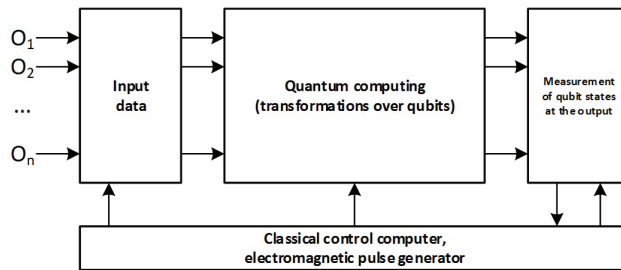 O1
O2
...
On
Input
data
Quantum computing
(transformations over qubits)
Measurement
of qubit states
at the output
Classical control computer,
electromagnetic pulse generator